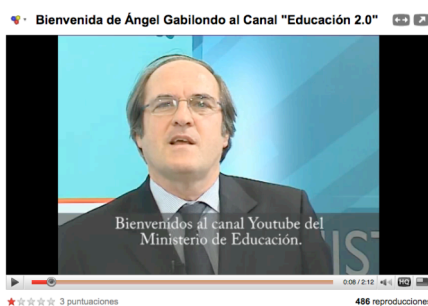 Bienvenida de Ángel Gabilondo al Canal "Educación 2.0"
Bienvenidos al canal Youtube del
Ministerio de Educación.
IST
0:08 / 2:12 HQ
3 puntuaciones 486 reproducciones